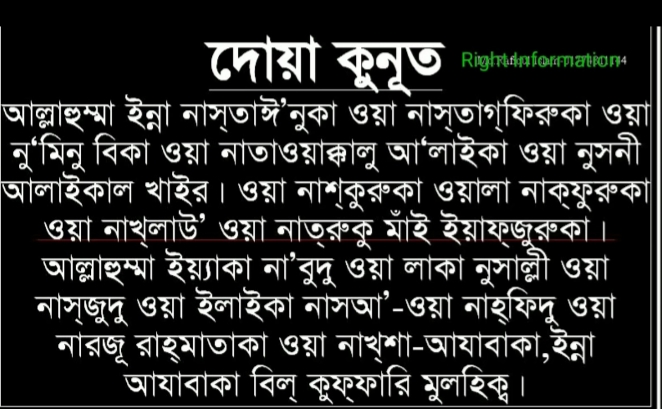 দোয়া কুনূত
Right Information
আল্লাহুম্মা ইন্না নাস্‌তাঈ’নুকা ওয়া নাস্‌তাগ্‌ফিরুকা ওয়া
নু‘মিনু বিকা ওয়া নাতাওয়াক্কালু আ‘লাইকা ওয়া নুসনী
আলাইকাল খাইর। ওয়া নাশ্‌কুরুকা ওয়ালা নাক্‌ফুরুকা
ওয়া নাখ্‌লাউ’ ওয়া নাত্‌রুকু মাঁই ইয়াফ্‌জুরুকা।
আল্লাহুম্মা ইয়্যাকা না’বুদু ওয়া লাকা নুসাল্লী ওয়া
নাস্‌জুদু ওয়া ইলাইকা নাসআ’-ওয়া নাহ্‌ফিদু ওয়া
নারজূ রাহ্‌মাতাকা ওয়া নাখ্‌শা-আযাবাকা,ইন্না
আযাবাকা বিল্‌ কুফ্‌ফারি মুলহিক্ব।